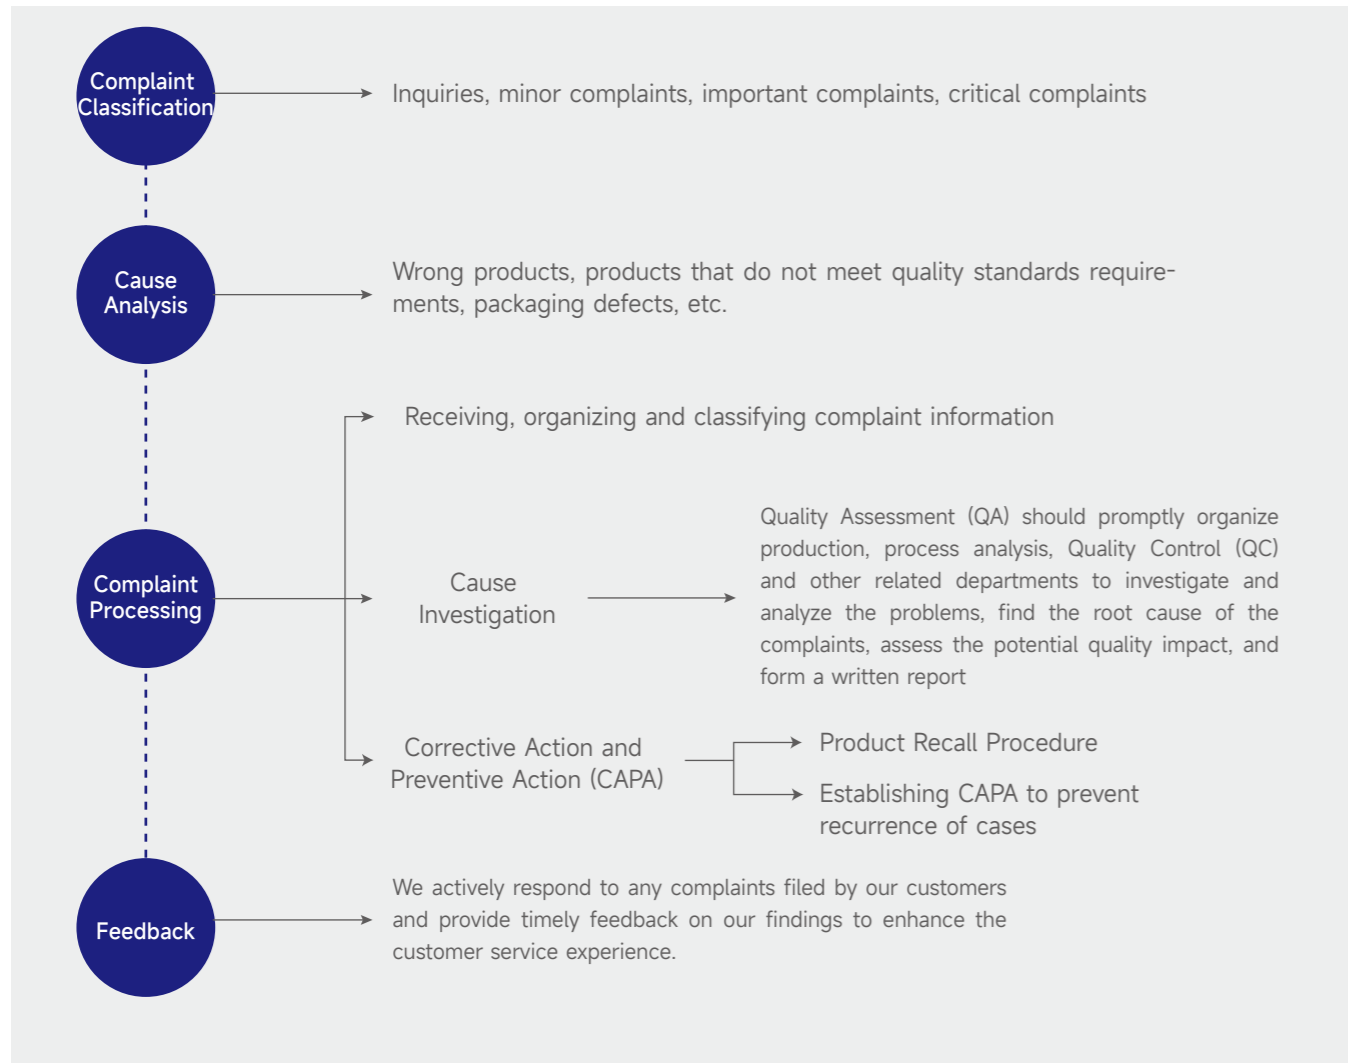 Complaint
Classification
Inquiries, minor complaints, important complaints, critical complaints
Cause
Analysis
Wrong products, products that do not meet quality standards require-
ments, packaging defects, etc.
Complaint
Processing
Receiving, organizing and classifying complaint information
Cause
Investigation
Quality Assessment (QA) should promptly organize
production, process analysis, Quality Control (QC)
and other related departments to investigate and
analyze the problems, find the root cause of the
complaints, assess the potential quality impact, and
form a written report
Corrective Action and
Preventive Action (CAPA)
Product Recall Procedure
Establishing CAPA to prevent
recurrence of cases
Feedback
We actively respond to any complaints filed by our customers
and provide timely feedback on our findings to enhance the
customer service experience.